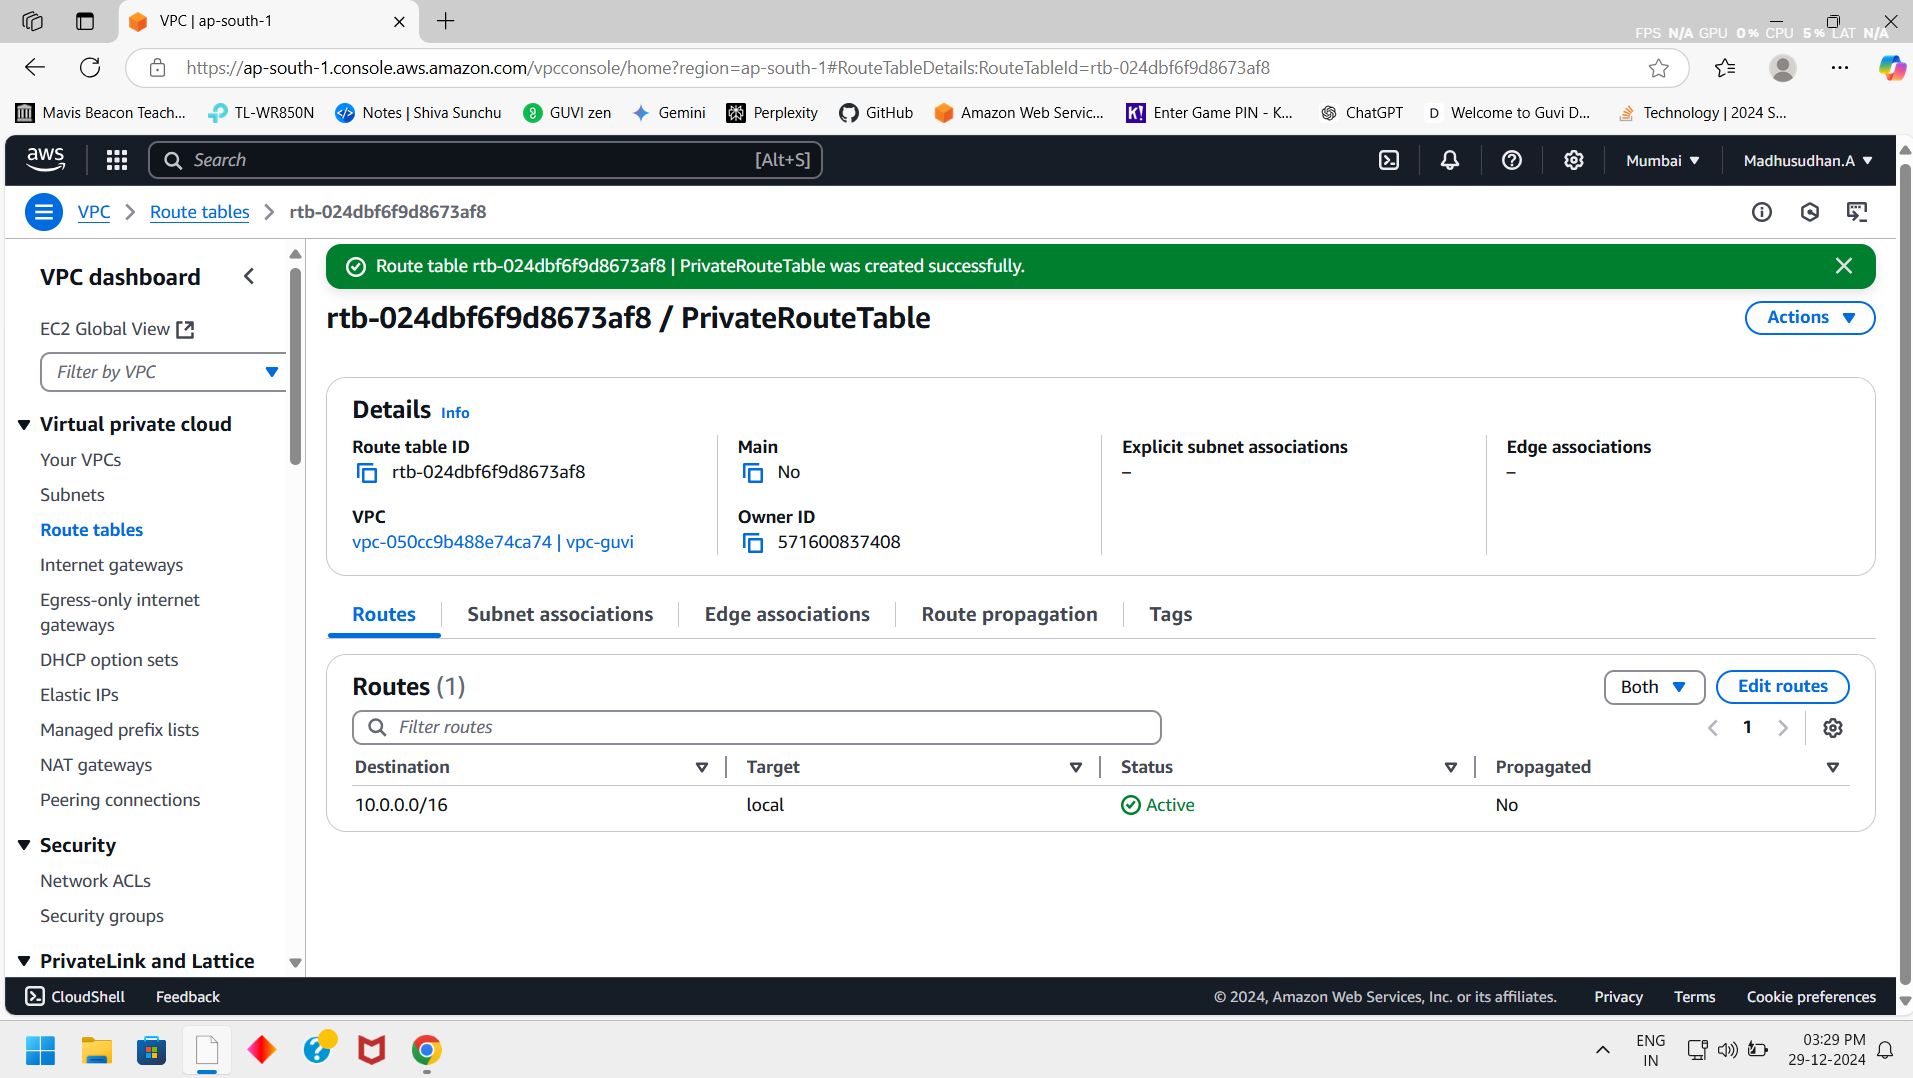 VPC | ap-south-1
FPS N/A GPU 0% CPU 5% LAT N/A
https://ap-south-1.console.aws.amazon.com/vpcconsole/home?region=ap-south-1#RouteTableDetails:RouteTableId=rtb-024dbf6f9d8673af8
Mavis Beacon Teach... TL-WR850N Notes | Shiva Sunchu GUVI zen Gemini Perplexity GitHub Amazon Web Servic... K! Enter Game PIN - K... ChatGPT D Welcome to Guvi D... Technology | 2024 S...
aws Search [Alt+S] Mumbai Madhusudhan.A
VPC Route tables rtb-024dbf6f9d8673af8
VPC dashboard
EC2 Global View
Filter by VPC
Virtual private cloud
Your VPCs
Subnets
Route tables
Internet gateways
Egress-only internet
gateways
DHCP option sets
Elastic IPs
Managed prefix lists
NAT gateways
Peering connections
Security
Network ACLs
Security groups
PrivateLink and Lattice
Route table rtb-024dbf6f9d8673af8 | PrivateRouteTable was created successfully.
rtb-024dbf6f9d8673af8 / PrivateRouteTable
Actions
Details Info
Route table ID
rtb-024dbf6f9d8673af8
Main
No
Explicit subnet associations
–
Edge associations
–
VPC
vpc-050cc9b488e74ca74 | vpc-guvi
Owner ID
571600837408
Routes Subnet associations Edge associations Route propagation Tags
Routes (1)
Both Edit routes
Filter routes
1
Destination Target Status Propagated
10.0.0.0/16 local Active No
CloudShell Feedback © 2024, Amazon Web Services, Inc. or its affiliates. Privacy Terms Cookie preferences
ENG
IN
03:29 PM
29-12-2024